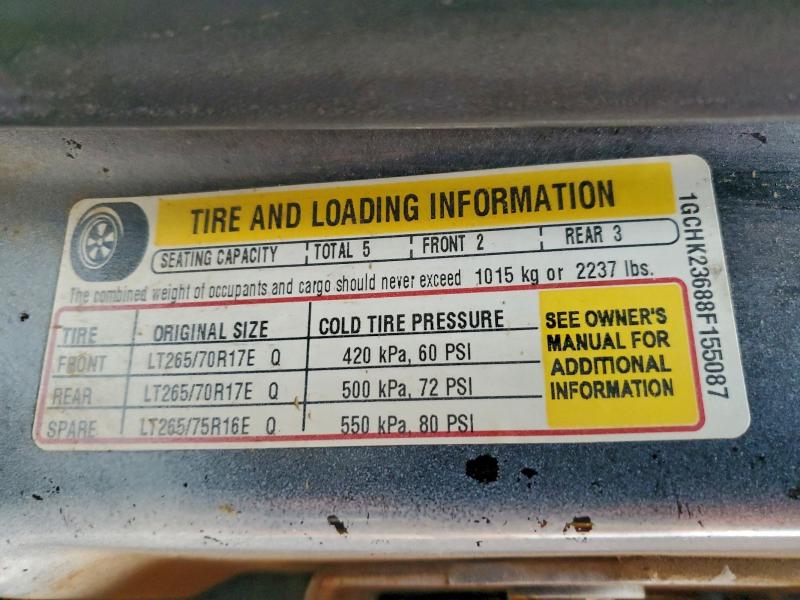 TIRE AND LOADING INFORMATION
SEATING CAPACITY TOTAL 5 FRONT 2 REAR 3
The combined weight of occupants and cargo should never exceed 1015 kg or 2237 lbs.
TIRE ORIGINAL SIZE COLD TIRE PRESSURE
FRONT LT265/70R17E Q 420 kPa, 60 PSI
REAR LT265/70R17E Q 500 kPa, 72 PSI
SPARE LT265/75R16E Q 550 kPa, 80 PSI
SEE OWNER'S
MANUAL FOR
ADDITIONAL
INFORMATION
1GCHK23688F155087